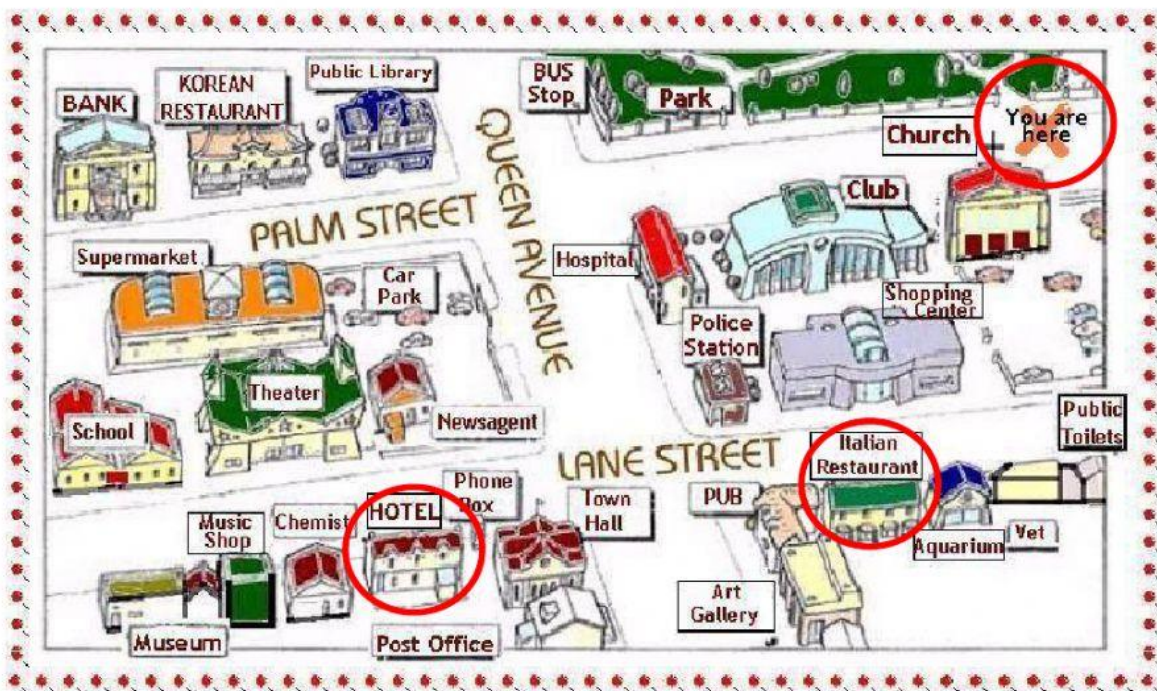 BANK
KOREAN
RESTAURANT
Public Library
BUS
Stop
Park
Church
You are
here
QUEEN AVENUE
PALM STREET
Club
Supermarket
Car
Park
Hospital
Shopping
Center
Police
Station
Theater
School
Newsagent
LANE STREET
Italian
Restaurant
Public
Toilets
Music
Shop
Chemist
HOTEL
Phone
Box
Town
Hall
PUB
Aquarium
Vet
Museum
Post Office
Art
Gallery